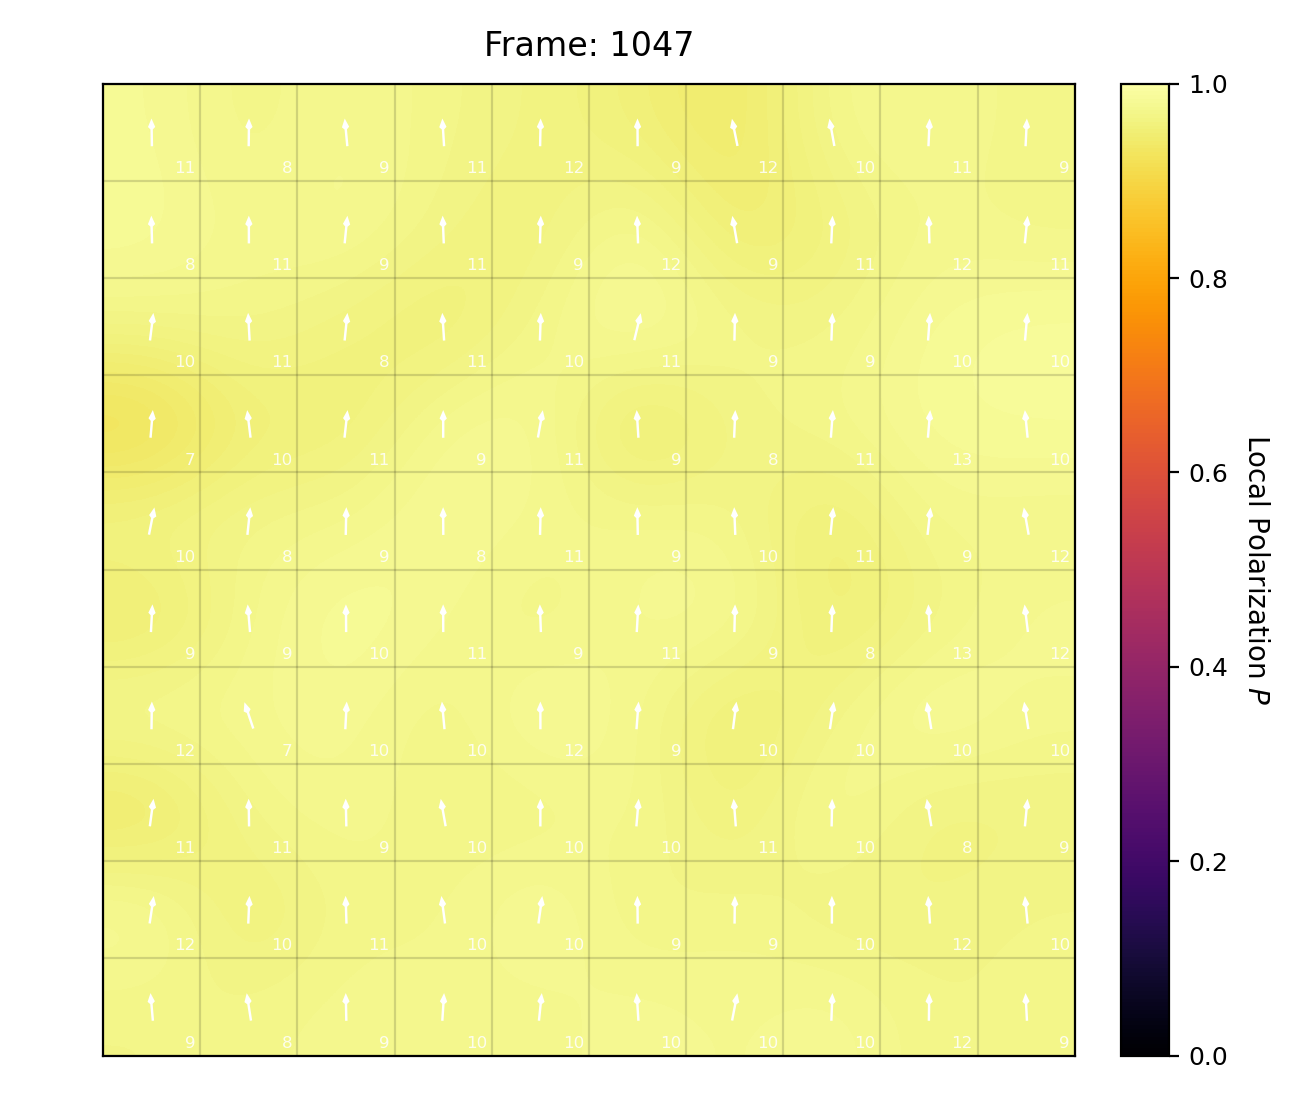 Frame: 1047
11 8 9 11 12 9 12 10 11 9
8 11 9 11 9 12 9 11 12 11
10 11 8 11 10 11 9 9 10 10
7 10 11 9 11 9 8 11 13 10
10 8 9 8 11 9 10 11 9 12
9 9 10 11 9 11 9 8 13 12
12 7 10 10 12 9 10 10 10 10
11 11 9 10 10 10 11 10 8 9
12 10 11 10 10 9 9 10 12 10
9 8 9 10 10 10 10 10 12 9
1.0
0.8
0.6
0.4
0.2
0.0
Local Polarization P